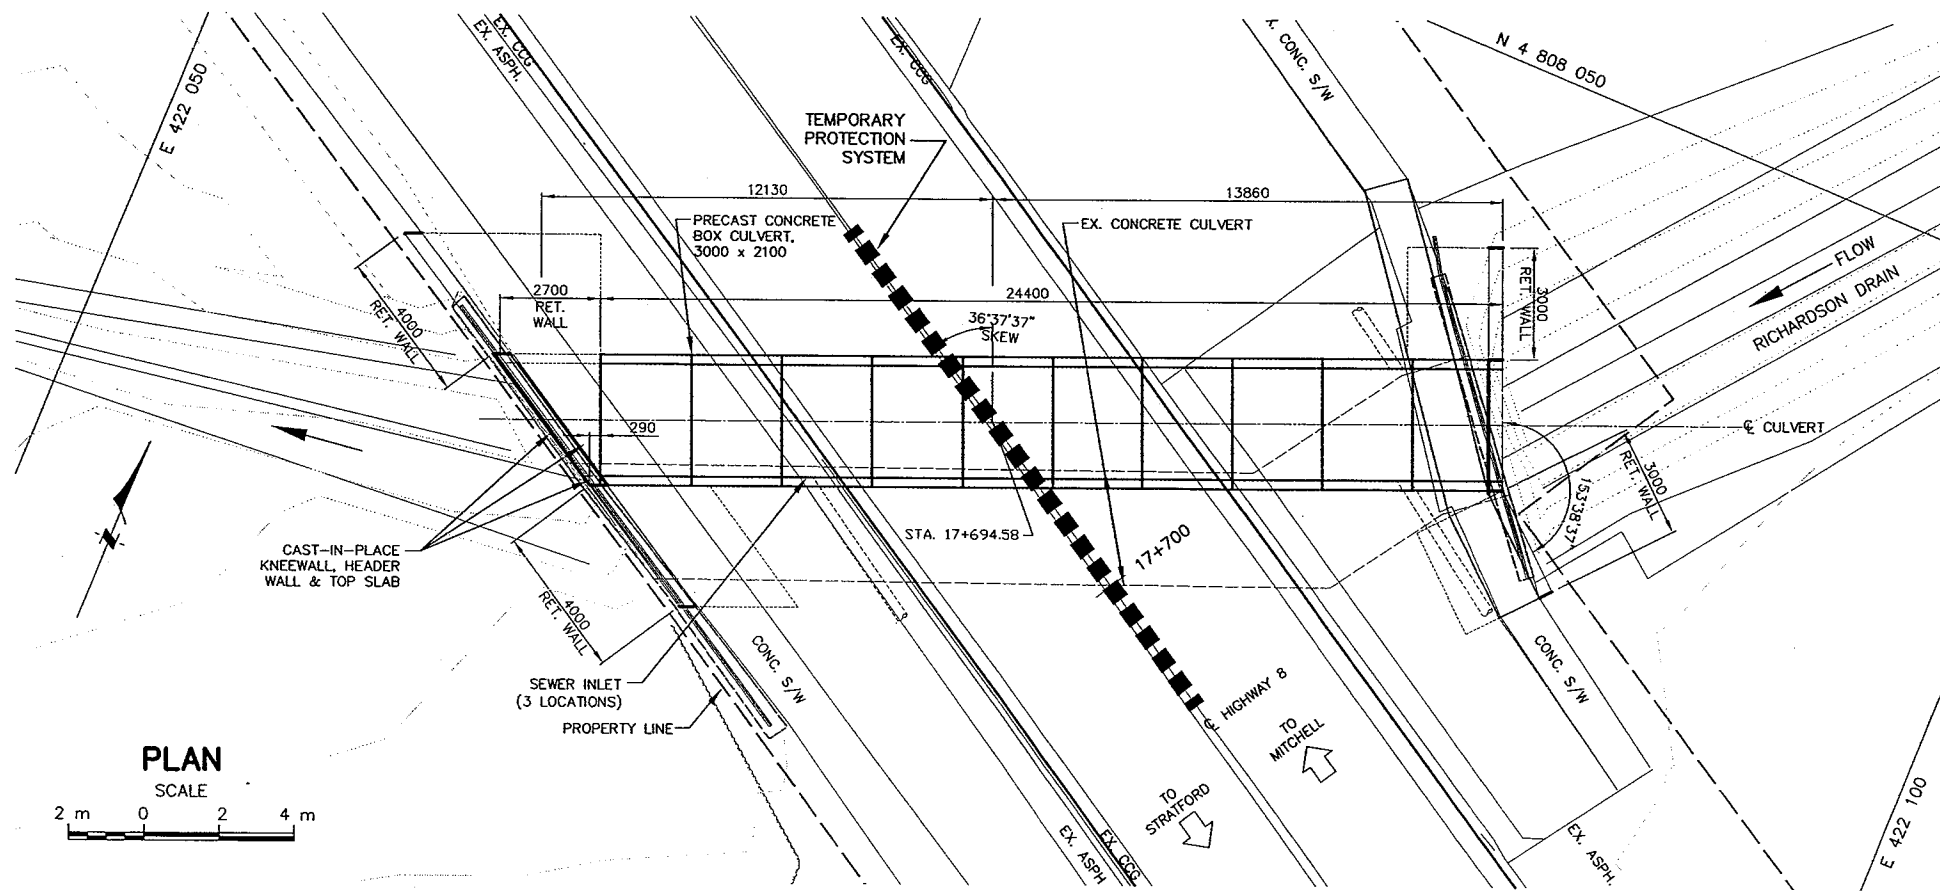 E 422 050
EX. CCG
EX. ASPH.
EX. CCG
CONC. S/W
N 4 808 050
TEMPORARY
PROTECTION
SYSTEM
12130
13860
PRECAST CONCRETE
BOX CULVERT,
3000 x 2100
EX. CONCRETE CULVERT
FLOW
RICHARDSON DRAIN
4000
RET. WALL
2700
RET.
WALL
24400
3000
RET. WALL
36°37'37"
SKEW
290
℄ CULVERT
3000
RET. WALL
153°38'37"
N
STA. 17+694.58
17+700
CAST-IN-PLACE
KNEEWALL, HEADER
WALL & TOP SLAB
4000
RET. WALL
CONC. S/W
CONC. S/W
SEWER INLET
(3 LOCATIONS)
PROPERTY LINE
℄ HIGHWAY 8
TO
MITCHELL
TO
STRATFORD
PLAN
SCALE
2 m 0 2 4 m
EX. ASPH
EX. CCG
EX. ASPH.
E 422 100